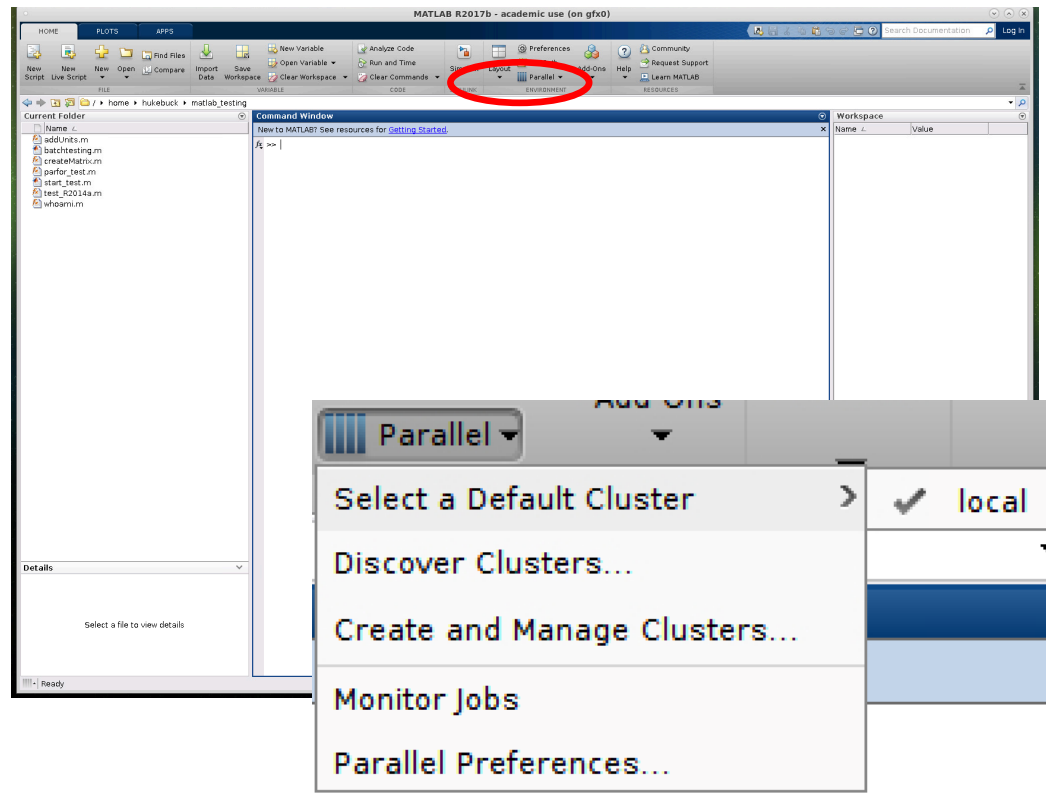 MATLAB R2017b - academic use (on gfx0)
HOME PLOTS APPS
Search Documentation
Log In
New Script
New Live Script
New
Open
Find Files
Compare
Import Data
Save Workspace
New Variable
Open Variable
Clear Workspace
Analyze Code
Run and Time
Clear Commands
Layout
Preferences
Parallel
Add-Ons
Help
Community
Request Support
Learn MATLAB
FILE VARIABLE CODE ENVIRONMENT RESOURCES
/ home hukebuck matlab_testing
Current Folder
Name
addUnits.m
batchtesting.m
createMatrix.m
parfor_test.m
start_test.m
test_R2014a.m
whoami.m
Command Window
New to MATLAB? See resources for Getting Started.
fx >>
Workspace
Name Value
Details
Select a file to view details
Ready
Parallel
Add-Ons
Select a Default Cluster
local
Discover Clusters...
Create and Manage Clusters...
Monitor Jobs
Parallel Preferences...